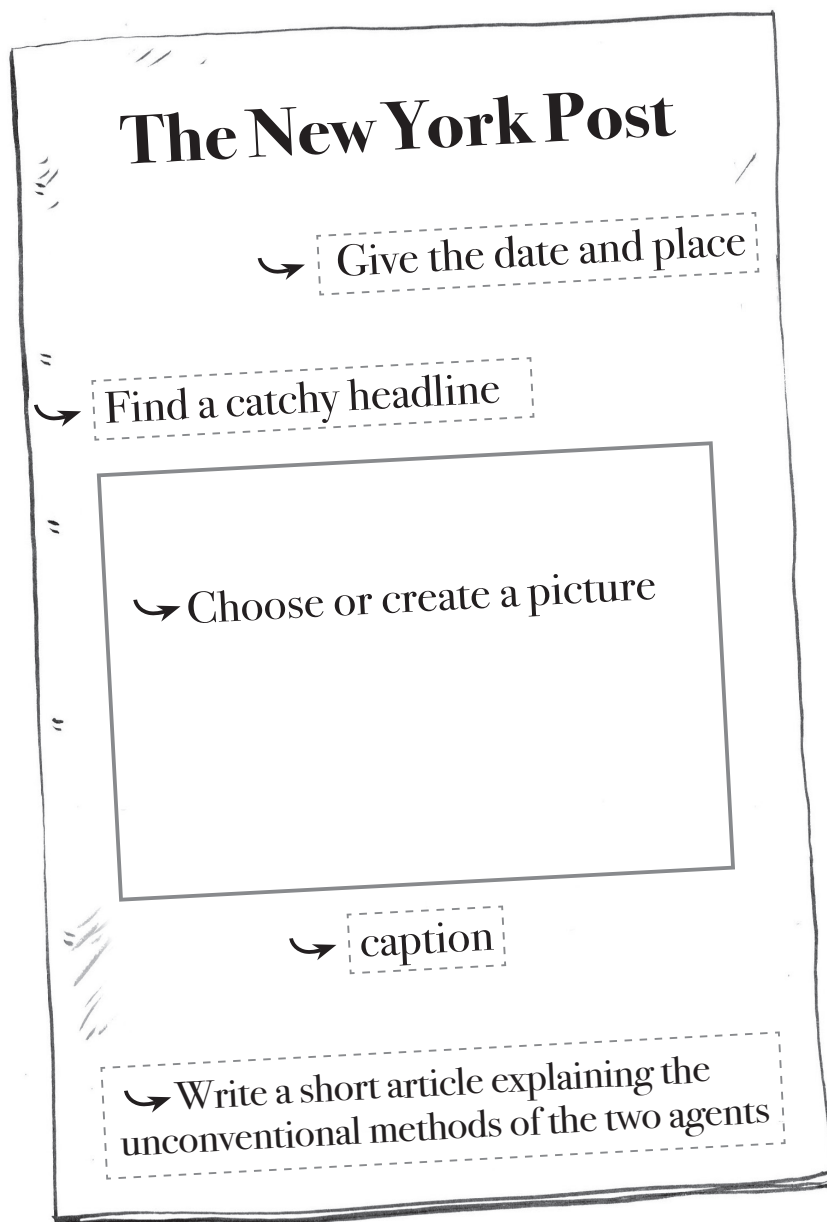 The New York Post
Give the date and place
Find a catchy headline
Choose or create a picture
caption
Write a short article explaining the
unconventional methods of the two agents